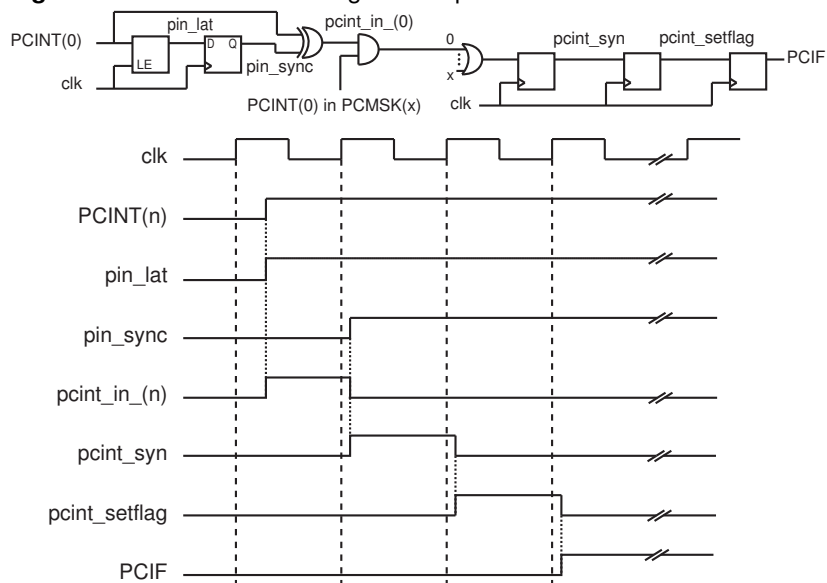 pin_lat
pcint_in_(0)
PCINT(0)
LE
D Q
pin_sync
clk
PCINT(0) in PCMSK(x)
0
x
clk
pcint_syn
pcint_setflag
PCIF
clk
PCINT(n)
pin_lat
pin_sync
pcint_in_(n)
pcint_syn
pcint_setflag
PCIF